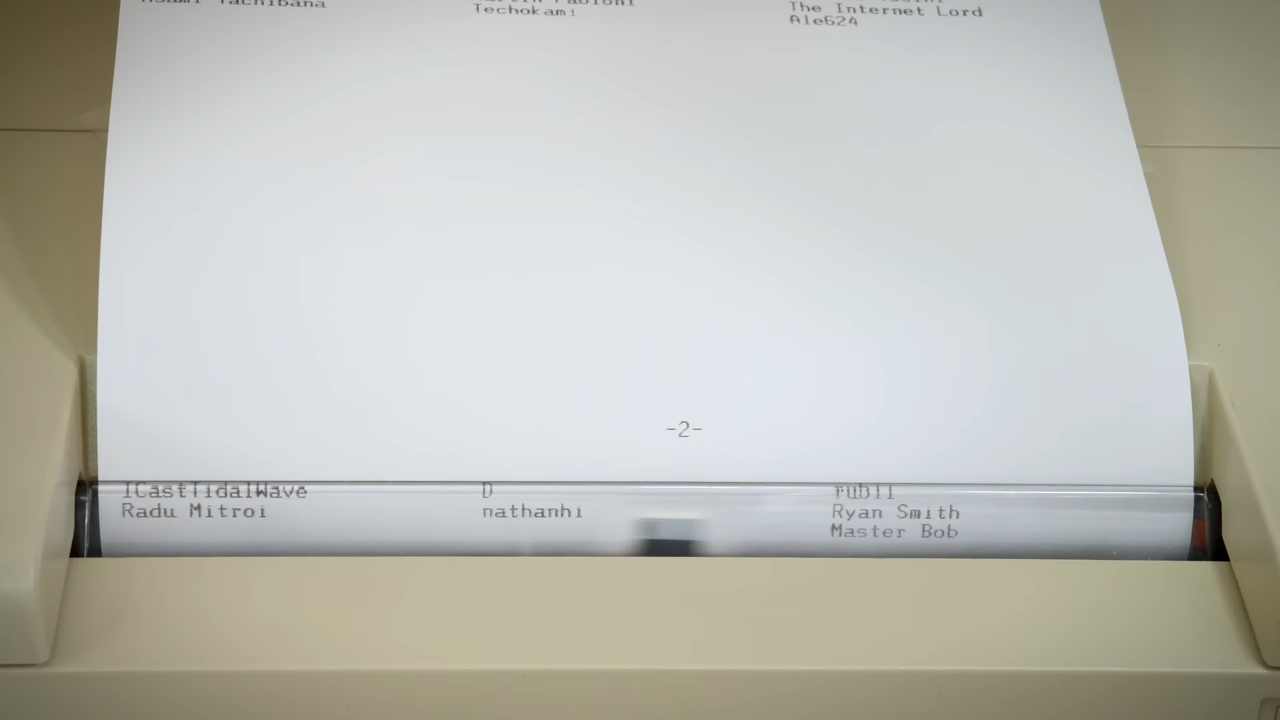 Techokami
The Internet Lord
Ale624
-2-
ICastTidalWave D
Radu Mitroi nathanhi Ryan Smith
Master Bob